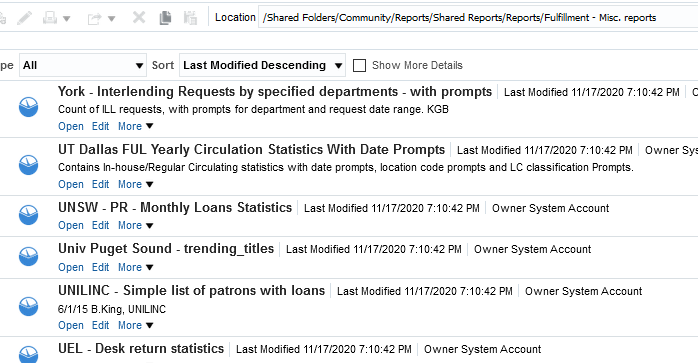 Location /Shared Folders/Community/Reports/Shared Reports/Reports/Fulfillment - Misc. reports
pe All Sort Last Modified Descending Show More Details
York - Interlending Requests by specified departments - with prompts Last Modified 11/17/2020 7:10:42 PM
Count of ILL requests, with prompts for department and request date range. KGB
Open Edit More
UT Dallas FUL Yearly Circulation Statistics With Date Prompts Last Modified 11/17/2020 7:10:42 PM Owner Sys
Contains In-house/Regular Circulating statistics with date prompts, location code prompts and LC classification Prompts.
Open Edit More
UNSW - PR - Monthly Loans Statistics Last Modified 11/17/2020 7:10:42 PM Owner System Account
Open Edit More
Univ Puget Sound - trending_titles Last Modified 11/17/2020 7:10:42 PM Owner System Account
Open Edit More
UNILINC - Simple list of patrons with loans Last Modified 11/17/2020 7:10:42 PM Owner System Account
6/1/15 B.King, UNILINC
Open Edit More
UEL - Desk return statistics Last Modified 11/17/2020 7:10:42 PM Owner System Account